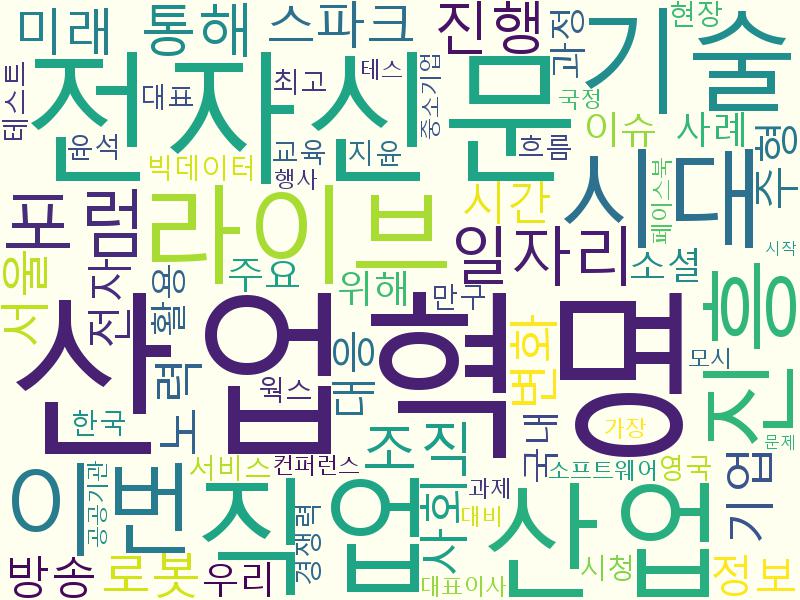 미래
통해
스파크
진행
과정
기술
현장
전자신문
테스트
대표
최고
테스
중소기업
국정
윤석
빅데이터
교육
행사
지윤
흐름
이슈
사례
주형
포럼
라이브
시간
시대
페이스북
서울
전자
활용
주요
위해
만구
일자리
소셜
시작
산업혁명
진흥
노력
대응
변화
모시
한국
웍스
국내
가장
문제
이번
공공기관
서비스
컨퍼런스
조직
소프트웨어
영국
기업
직업
경쟁력
사회
과제
대비
산업
방송
로봇
우리
대표이사
시청
정보